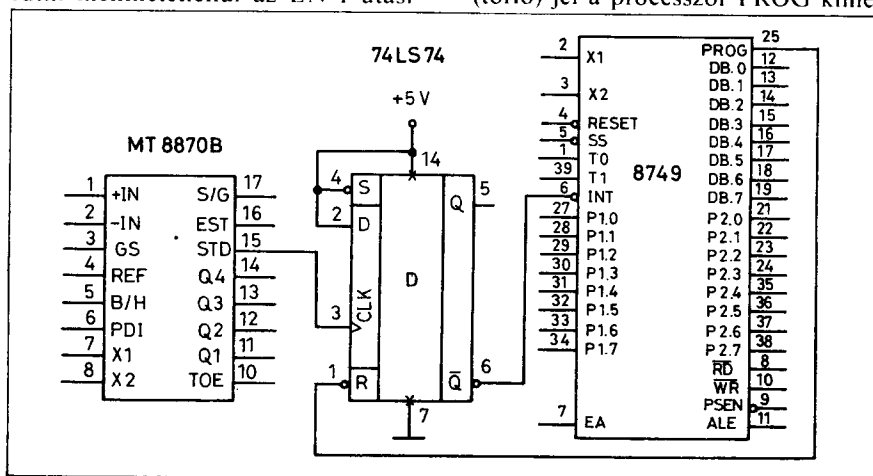 (törlő) jel a processzor PROG
MT 8870B
1 +IN
2 -IN
3 GS
4 REF
5 B/H
6 PDI
7 X1
8 X2
S/G 17
EST 16
STD 15
Q4 14
Q3 13
Q2 12
Q1 11
TOE 10
74LS74
+5 V
14
4 S
2 D
3 CLK
1 R
D
Q 5
Q̅ 6
7
8749
2 X1
3 X2
4 RESET
5 SS
1 T0
39 T1
6 INT
27 P1.0
28 P1.1
29 P1.2
30 P1.3
31 P1.4
32 P1.5
33 P1.6
34 P1.7
7 EA
PROG 25
DB.0 12
DB.1 13
DB.2 14
DB.3 15
DB.4 16
DB.5 17
DB.6 18
DB.7 19
P2.0 21
P2.1 22
P2.2 23
P2.3 24
P2.4 35
P2.5 36
P2.6 37
P2.7 38
R̅D̅ 8
W̅R̅ 10
PSEN 9
ALE 11